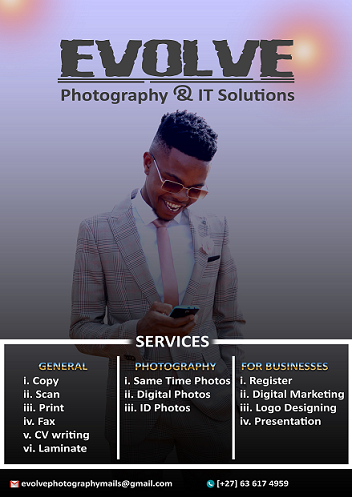 EVOLVE
Photography & IT Solutions
SERVICES
GENERAL
i. Copy
ii. Scan
iii. Print
iv. Fax
v. CV writing
vi. Laminate
PHOTOGRAPHY
i. Same Time Photos
ii. Digital Photos
iii. ID Photos
FOR BUSINESSES
i. Register
ii. Digital Marketing
iii. Logo Designing
iv. Presentation
evolvephotographymails@gmail.com
[+27] 63 617 4959